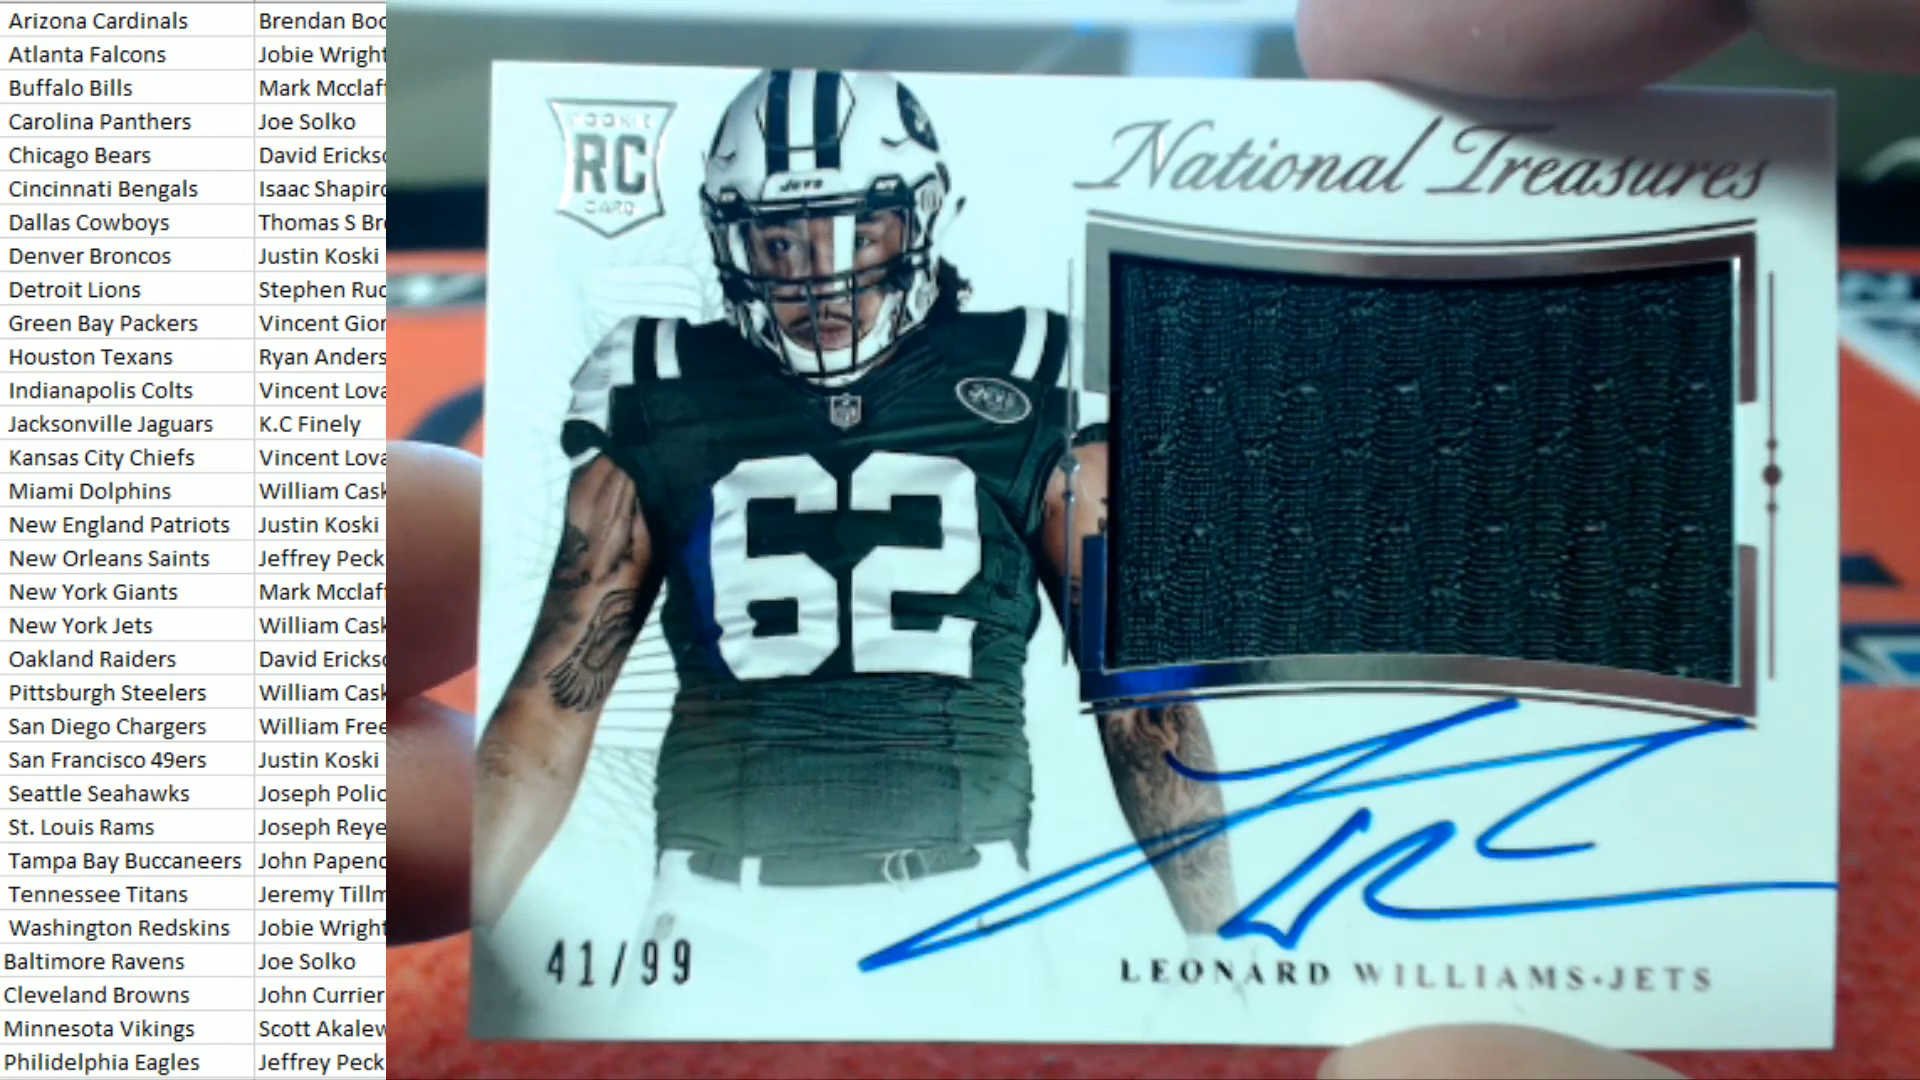 Arizona Cardinals Brendan Boo
Atlanta Falcons Jobie Wright
Buffalo Bills Mark Mcclaf
Carolina Panthers Joe Solko
Chicago Bears David Ericks
Cincinnati Bengals Isaac Shapiro
Dallas Cowboys Thomas S Br
Denver Broncos Justin Koski
Detroit Lions Stephen Ruc
Green Bay Packers Vincent Gior
Houston Texans Ryan Anders
Indianapolis Colts Vincent Lova
Jacksonville Jaguars K.C Finely
Kansas City Chiefs Vincent Lova
Miami Dolphins William Cask
New England Patriots Justin Koski
New Orleans Saints Jeffrey Peck
New York Giants Mark Mcclaf
New York Jets William Cask
Oakland Raiders David Ericks
Pittsburgh Steelers William Cask
San Diego Chargers William Free
San Francisco 49ers Justin Koski
Seattle Seahawks Joseph Polic
St. Louis Rams Joseph Reye
Tampa Bay Buccaneers John Papenc
Tennessee Titans Jeremy Tillm
Washington Redskins Jobie Wright
Baltimore Ravens Joe Solko
Cleveland Browns John Currier
Minnesota Vikings Scott Akalew
Philidelphia Eagles Jeffrey Peck
ROOKIE
RC
CARD
National Treasures
JETS
62
41/99
LEONARD WILLIAMS·JETS